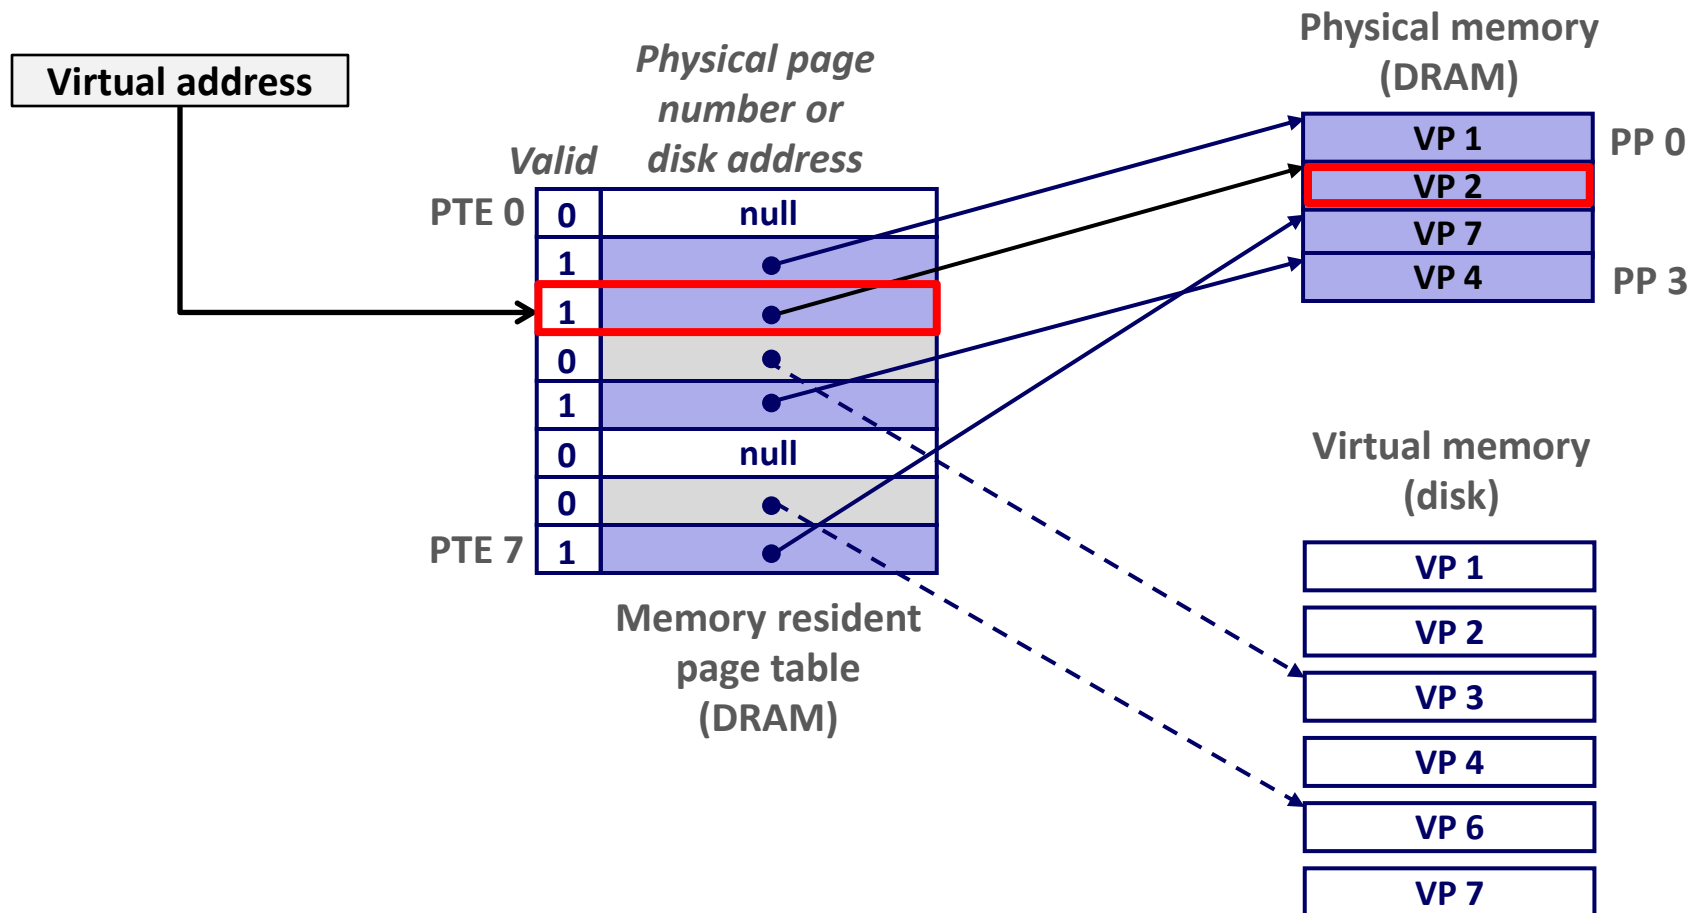 Virtual address
Physical page
number or
disk address
Valid
PTE 0
0
null
1
1
0
1
0
null
0
PTE 7
1
Memory resident
page table
(DRAM)
Physical memory
(DRAM)
VP 1
PP 0
VP 2
VP 7
VP 4
PP 3
Virtual memory
(disk)
VP 1
VP 2
VP 3
VP 4
VP 6
VP 7